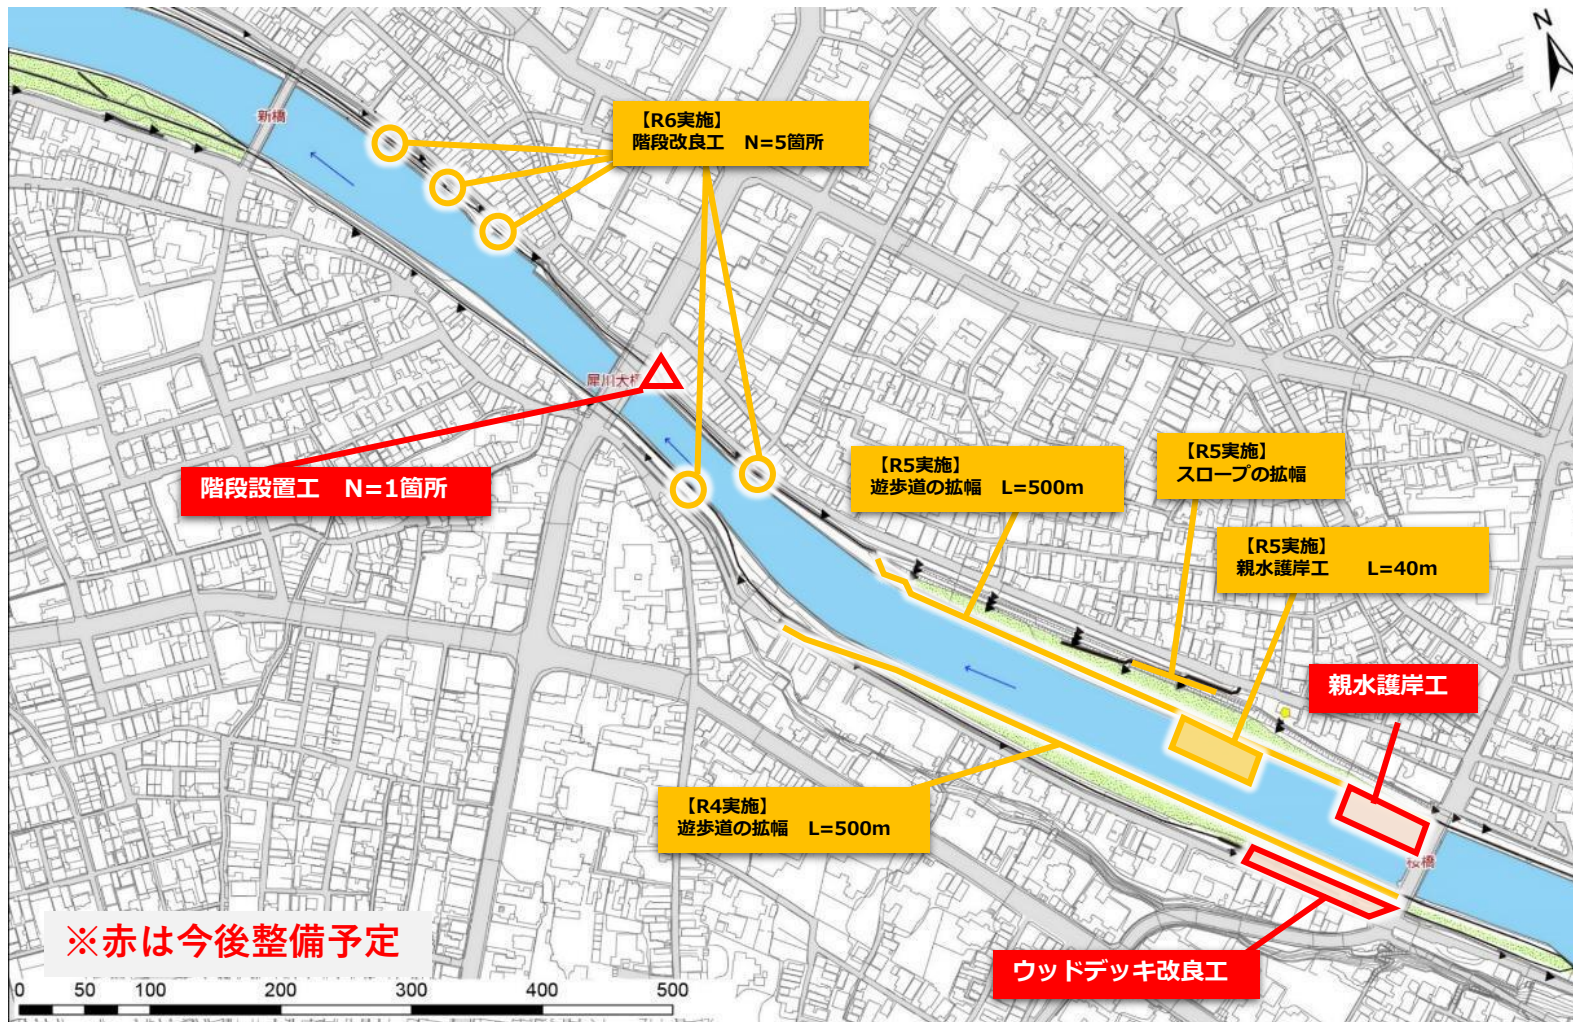 N
新橋
【R6実施】
階段改良工　N=5箇所
犀川大橋
階段設置工　N=1箇所
【R5実施】
遊歩道の拡幅　L=500m
【R5実施】
スロープの拡幅
【R5実施】
親水護岸工　　L=40m
親水護岸工
【R4実施】
遊歩道の拡幅　L=500m
桜橋
※赤は今後整備予定
ウッドデッキ改良工
0 50 100 200 300 400 500